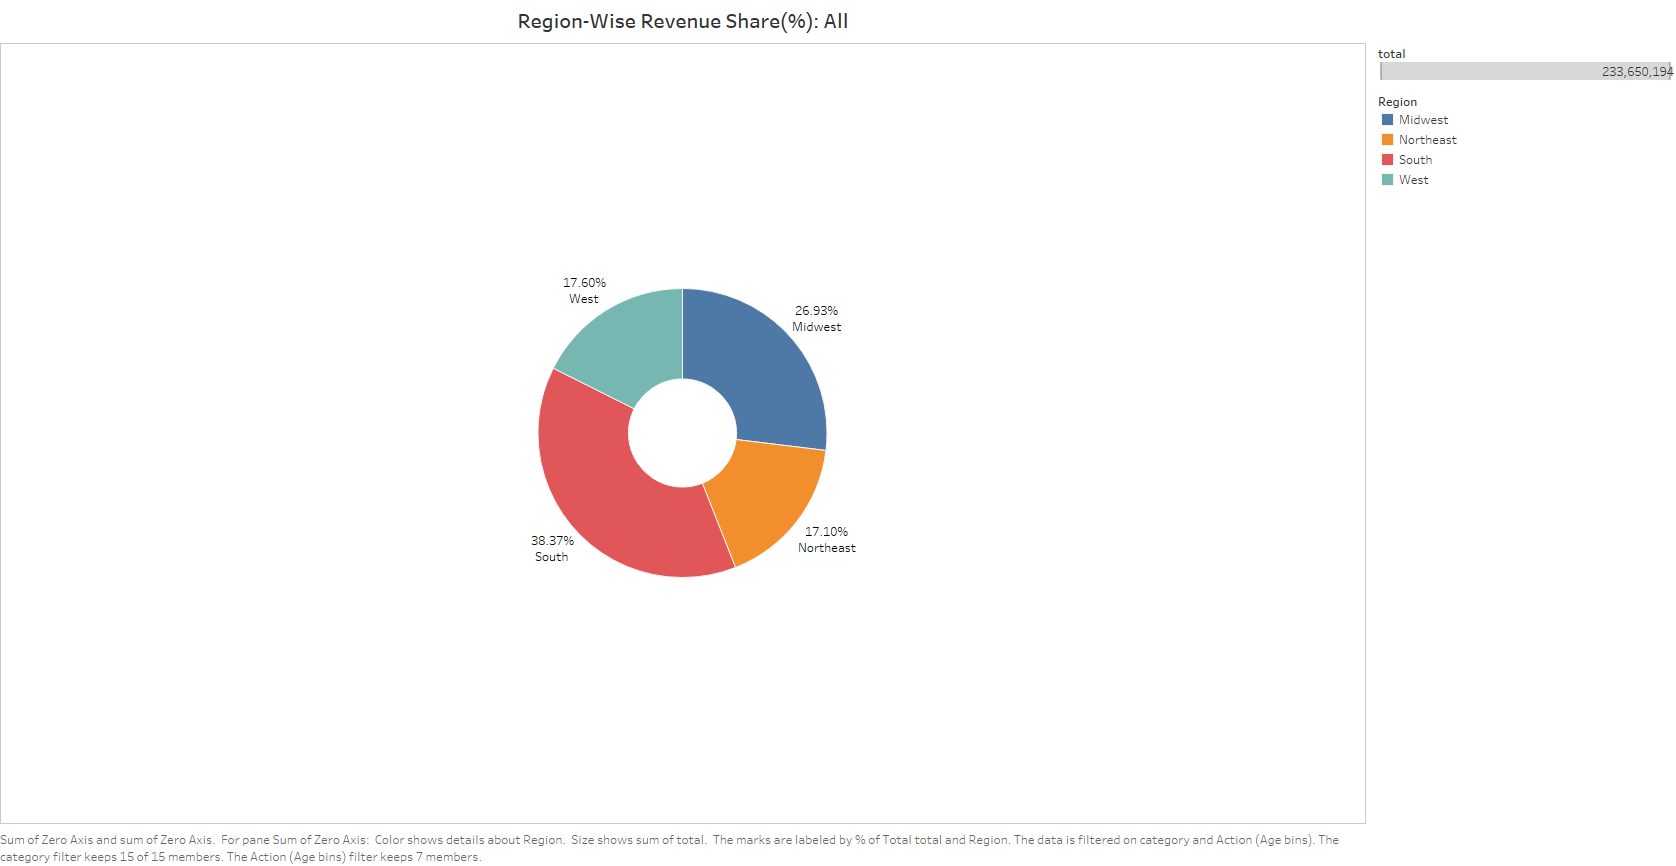 Region-Wise Revenue Share(%): All
total
233,650,194
Region
Midwest
Northeast
South
West
17.60%
West
26.93%
Midwest
17.10%
Northeast
38.37%
South
Sum of Zero Axis and sum of Zero Axis.  For pane Sum of Zero Axis:  Color shows details about Region.  Size shows sum of total.  The marks are labeled by % of Total total and Region. The data is filtered on category and Action (Age bins). The
category filter keeps 15 of 15 members. The Action (Age bins) filter keeps 7 members.